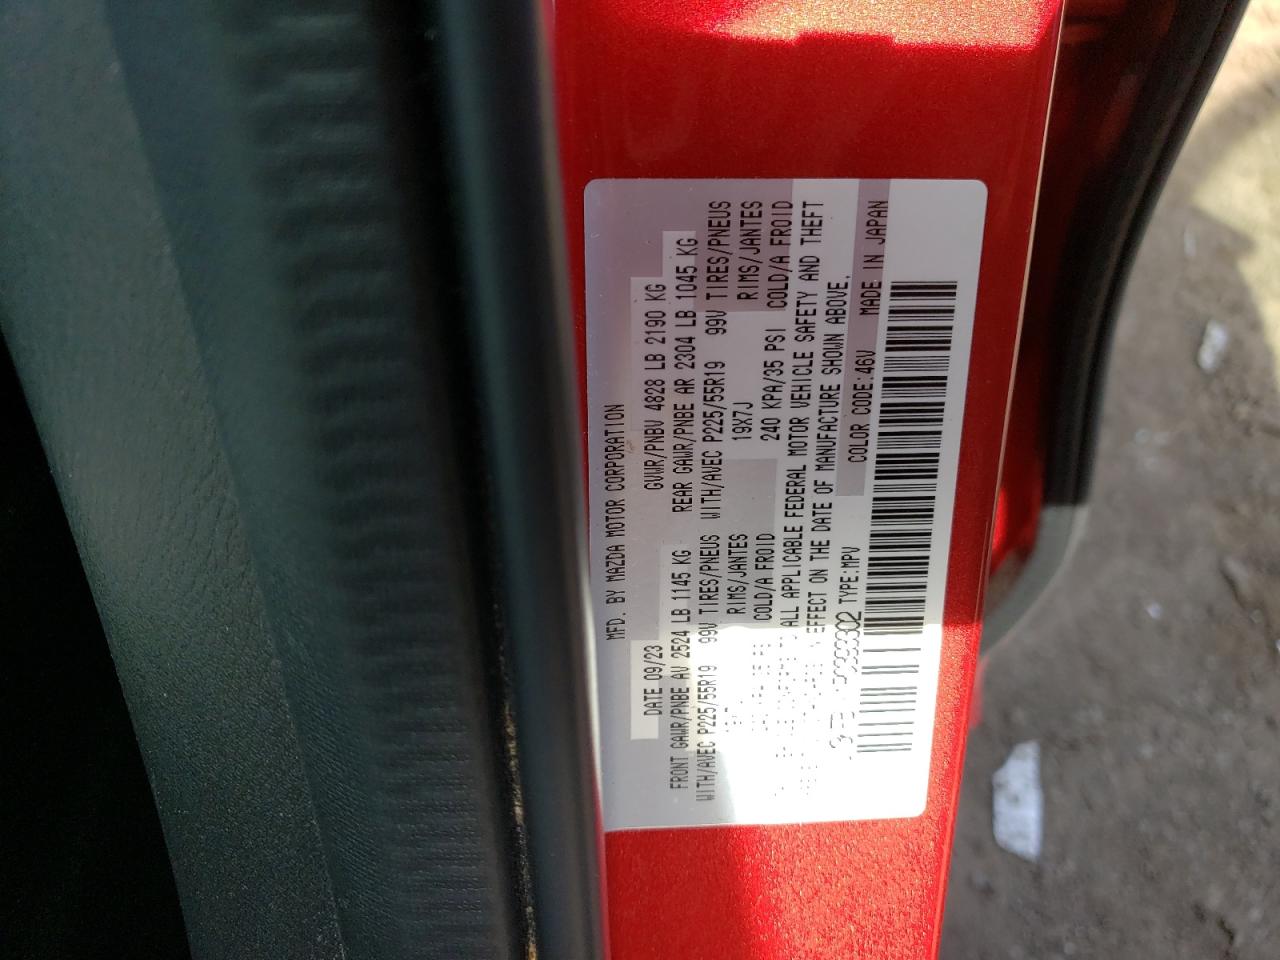 MFD. BY MAZDA MOTOR CORPORATION
DATE 09/23 GVWR/PNBV 4828 LB 2190 KG
FRONT GAWR/PNBE AV 2524 LB 1145 KG REAR GAWR/PNBE AR 2304 LB 1045 KG
WITH/AVEC P225/55R19 99V TIRES/PNEUS WITH/AVEC P225/55R19 99V TIRES/PNEUS
RIMS/JANTES 19X7J RIMS/JANTES
COLD/A FROID 240 KPA/35 PSI COLD/A FROID
ALL APPLICABLE FEDERAL MOTOR VEHICLE SAFETY AND THEFT
EFFECT ON THE DATE OF MANUFACTURE SHOWN ABOVE.
TYPE:MPV COLOR CODE:46V MADE IN JAPAN